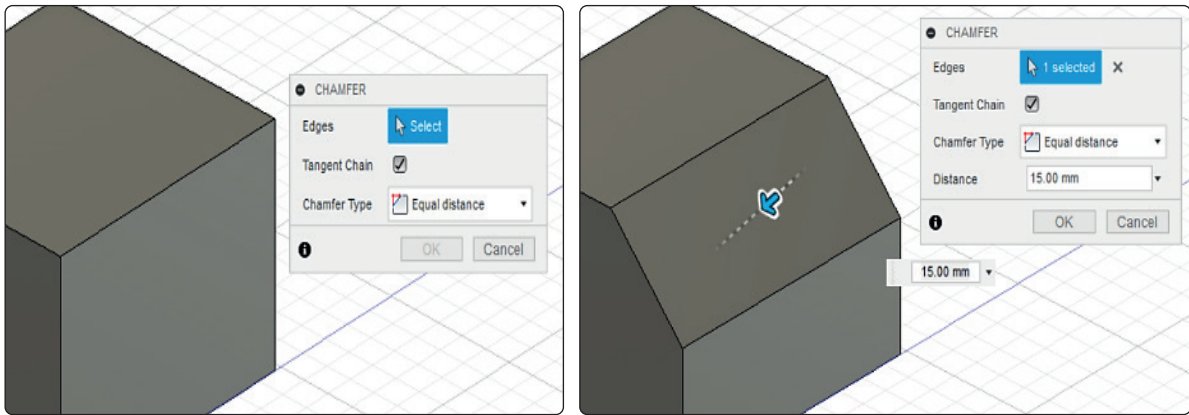 CHAMFER
Edges Select
Tangent Chain
Chamfer Type Equal distance
OK Cancel
CHAMFER
Edges 1 selected
Tangent Chain
Chamfer Type Equal distance
Distance 15.00 mm
OK Cancel
15.00 mm